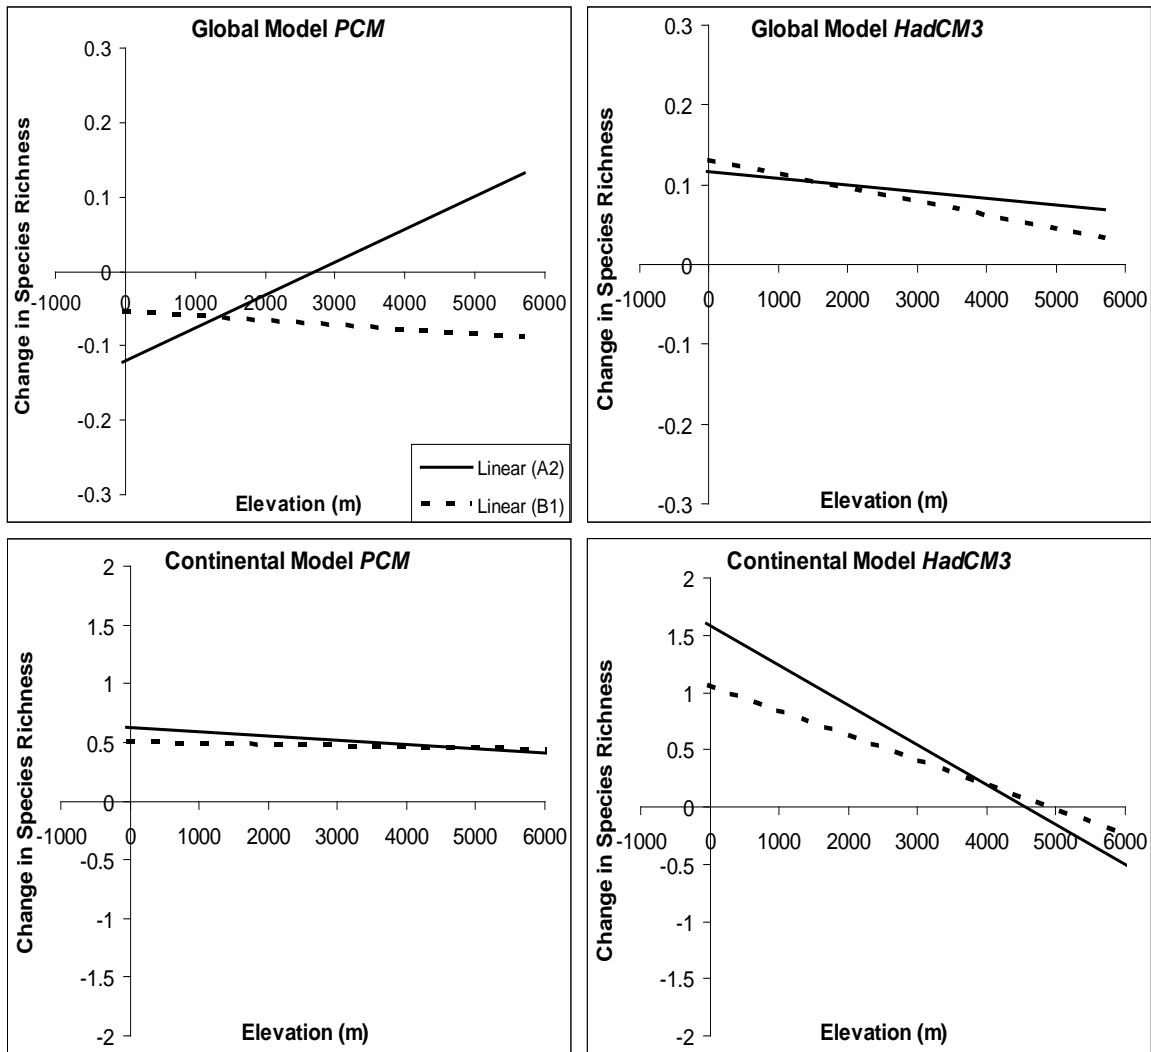 Global Model PCM
Change in Species Richness
0.3
0.2
0.1
0
-0.1
-0.2
-0.3
-1000 0 1000 2000 3000 4000 5000 6000
Elevation (m)
Linear (A2)
Linear (B1)
Global Model HadCM3
Change in Species Richness
0.3
0.2
0.1
0
-0.1
-0.2
-0.3
-1000 0 1000 2000 3000 4000 5000 6000
Elevation (m)
Continental Model PCM
Change in Species Richness
2
1.5
1
0.5
0
-0.5
-1
-1.5
-2
-1000 0 1000 2000 3000 4000 5000 6000
Elevation (m)
Continental Model HadCM3
Change in Species Richness
2
1.5
1
0.5
0
-0.5
-1
-1.5
-2
-1000 0 1000 2000 3000 4000 5000 6000
Elevation (m)